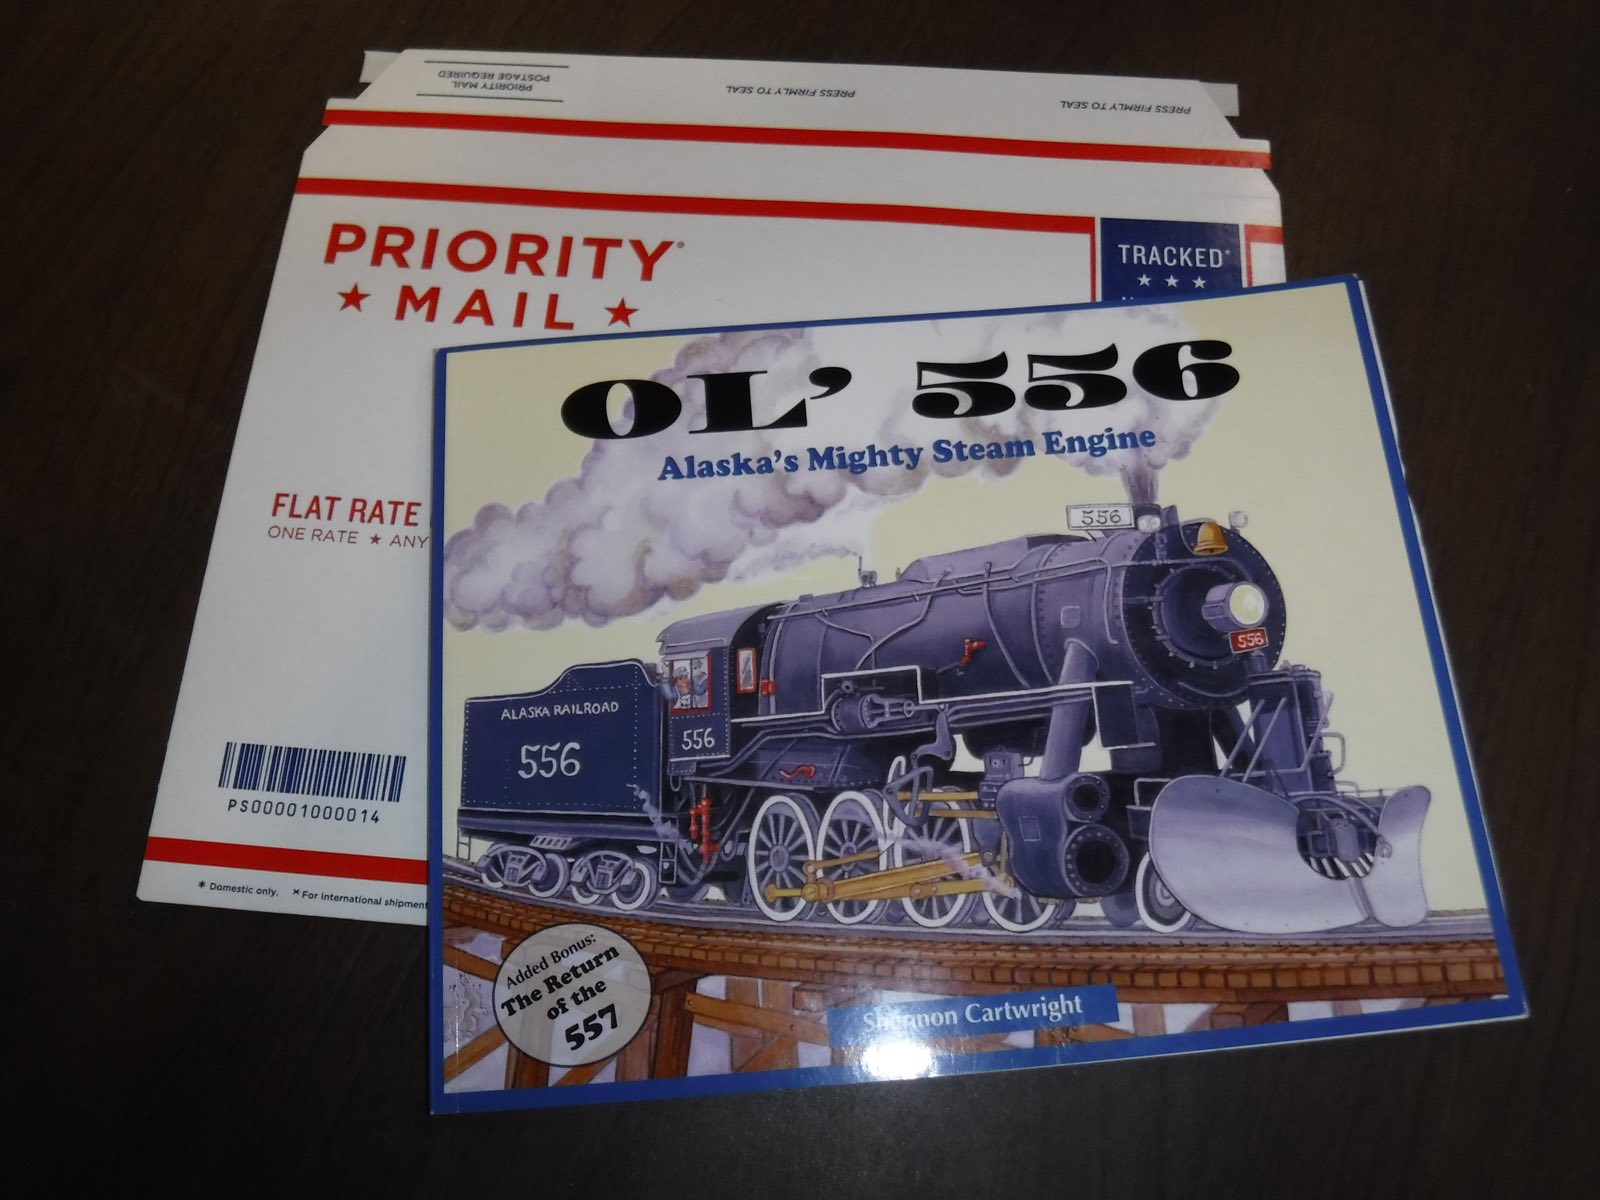 PRIORITY MAIL
POSTAGE REQUIRED
PRESS FIRMLY TO SEAL
PRESS FIRMLY TO SEAL
PRIORITY®
★ MAIL ★
TRACKED*
★ ★ ★
FLAT RATE
ONE RATE ★ ANY
PS00001000014
* Domestic only. × For international shipment
OL' 556
Alaska's Mighty Steam Engine
556
556
ALASKA RAILROAD
556
556
Added Bonus:
The Return
of the
557
Shannon Cartwright